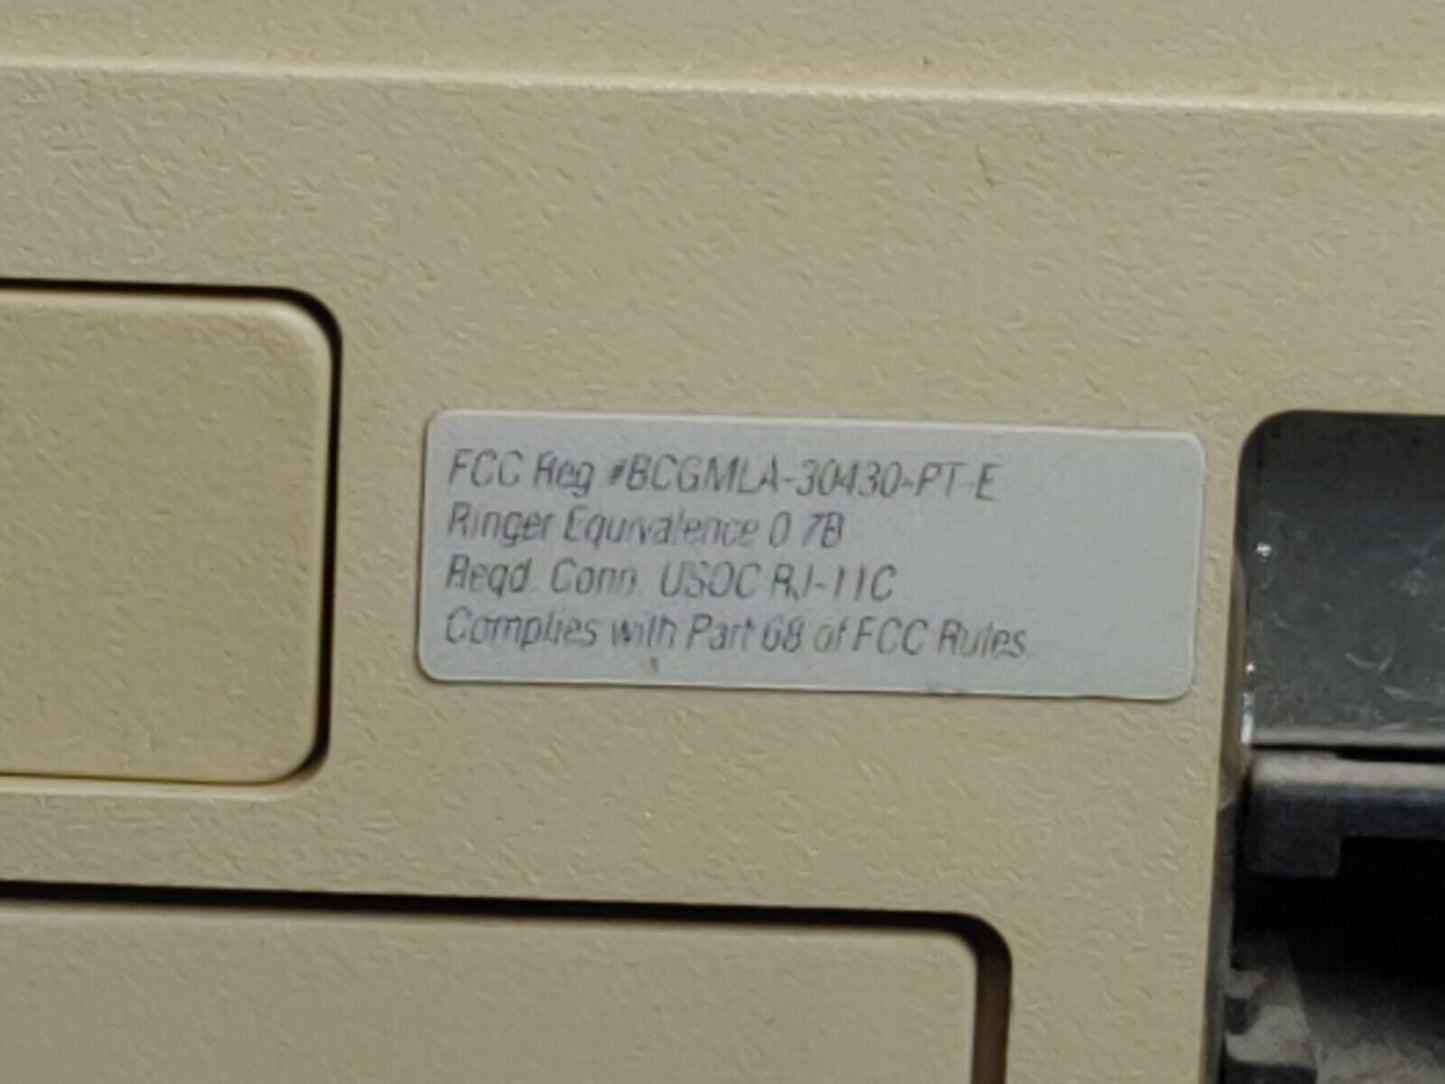 FCC Reg #BCGMLA-30430-PT-E
Ringer Equivalence 0.7B
Reqd. Conn. USOC RJ-11C
Complies with Part 68 of FCC Rules